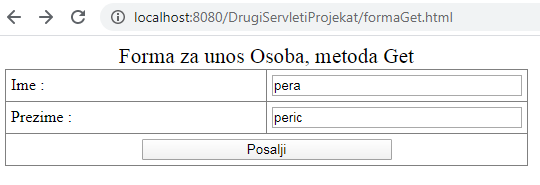 localhost:8080/DrugiServletiProjekat/formaGet.html
Forma za unos Osoba, metoda Get
Ime : pera
Prezime : peric
Posalji